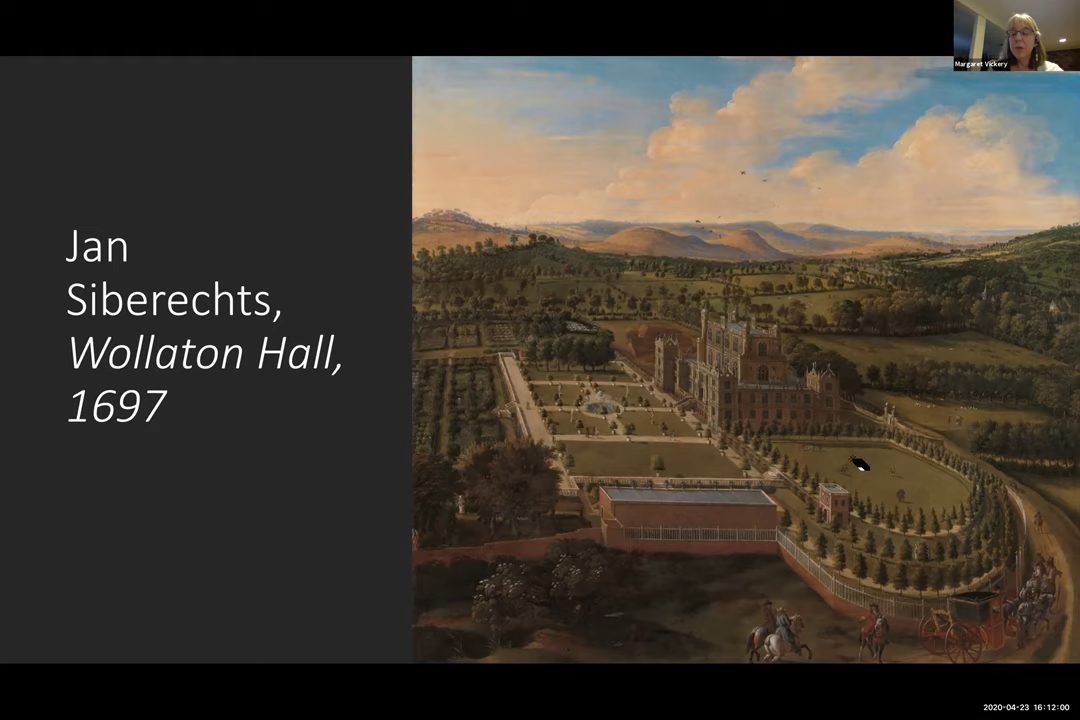 Margaret Vickery
Jan
Siberechts,
Wollaton Hall,
1697
2020-04-23 16:12:00